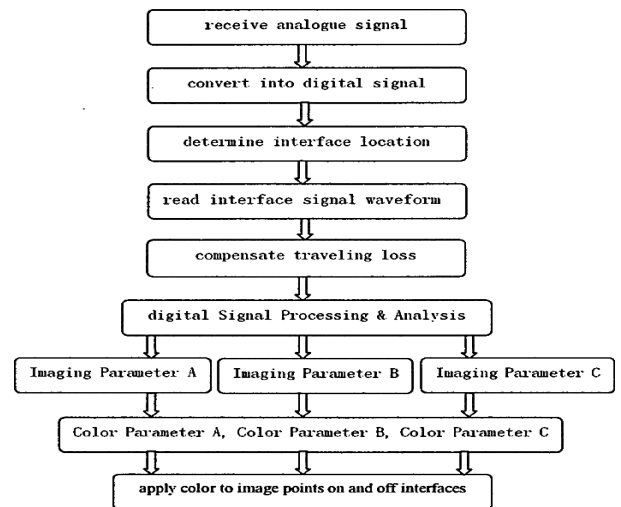 receive analogue signal
convert into digital signal
determine interface location
read interface signal waveform
compensate traveling loss
digital Signal Processing & Analysis
Imaging Parameter A
Imaging Parameter B
Imaging Parameter C
Color Parameter A, Color Parameter B, Color Parameter C
apply color to image points on and off interfaces